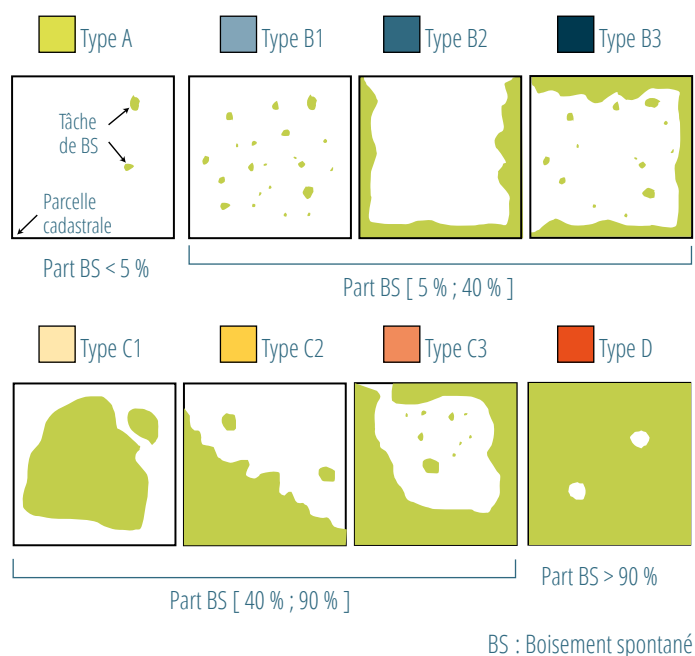 Type A
Type B1
Type B2
Type B3
Tâche
de BS
Parcelle
cadastrale
Part BS < 5 %
Part BS [ 5 % ; 40 % ]
Type C1
Type C2
Type C3
Type D
Part BS [ 40 % ; 90 % ]
Part BS > 90 %
BS : Boisement spontané